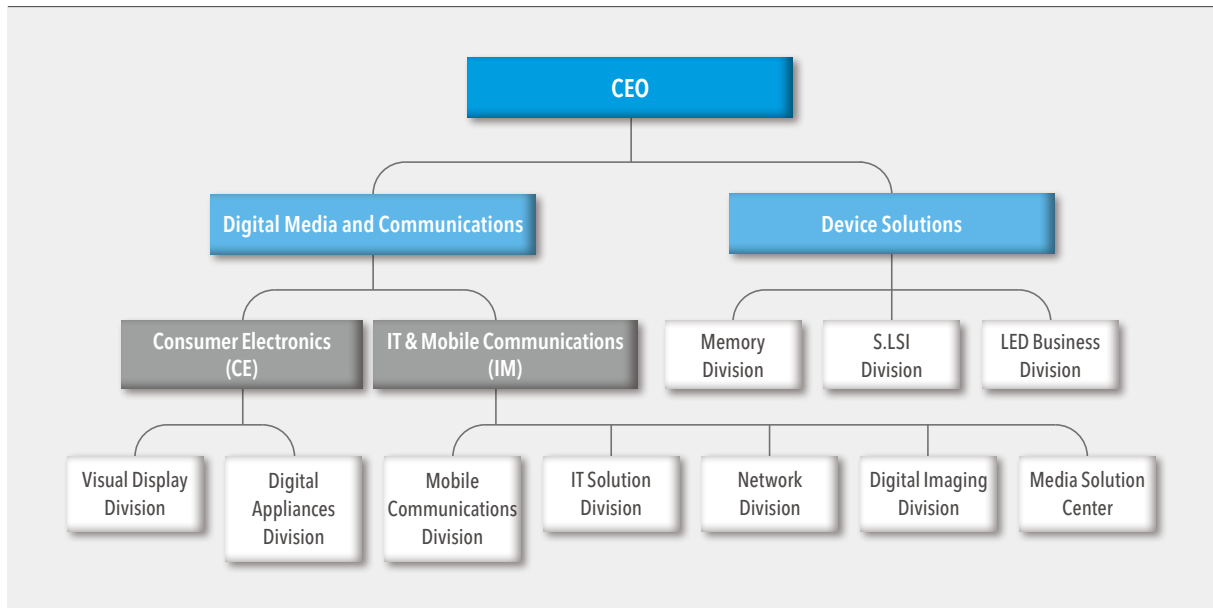 CEO
Digital Media and Communications
Device Solutions
Consumer Electronics
(CE)
IT & Mobile Communications
(IM)
Memory
Division
S.LSI
Division
LED Business
Division
Visual Display
Division
Digital
Appliances
Division
Mobile
Communications
Division
IT Solution
Division
Network
Division
Digital Imaging
Division
Media Solution
Center